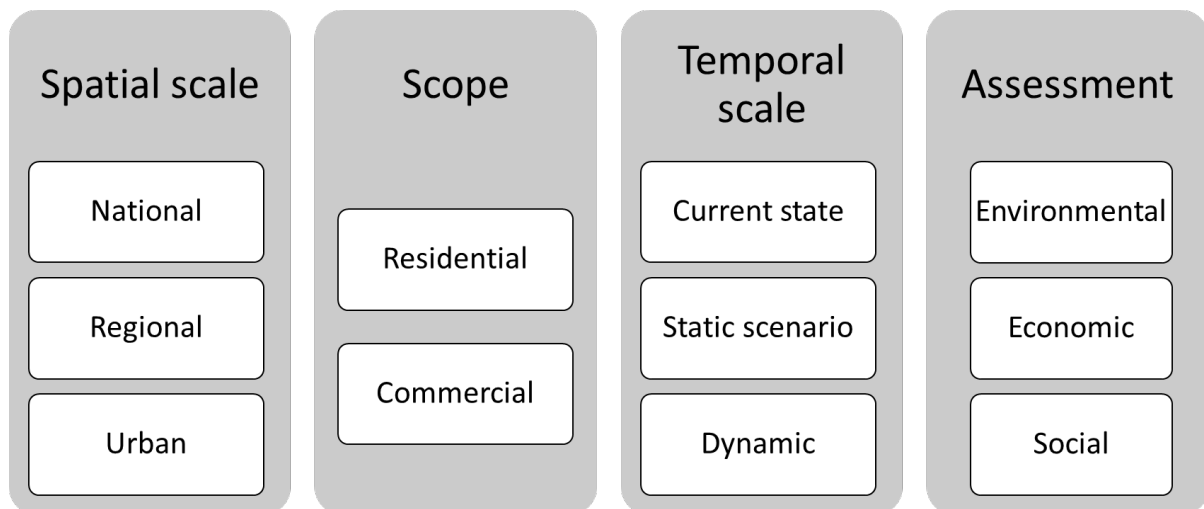 Spatial scale
National
Regional
Urban
Scope
Residential
Commercial
Temporal
scale
Current state
Static scenario
Dynamic
Assessment
Environmental
Economic
Social